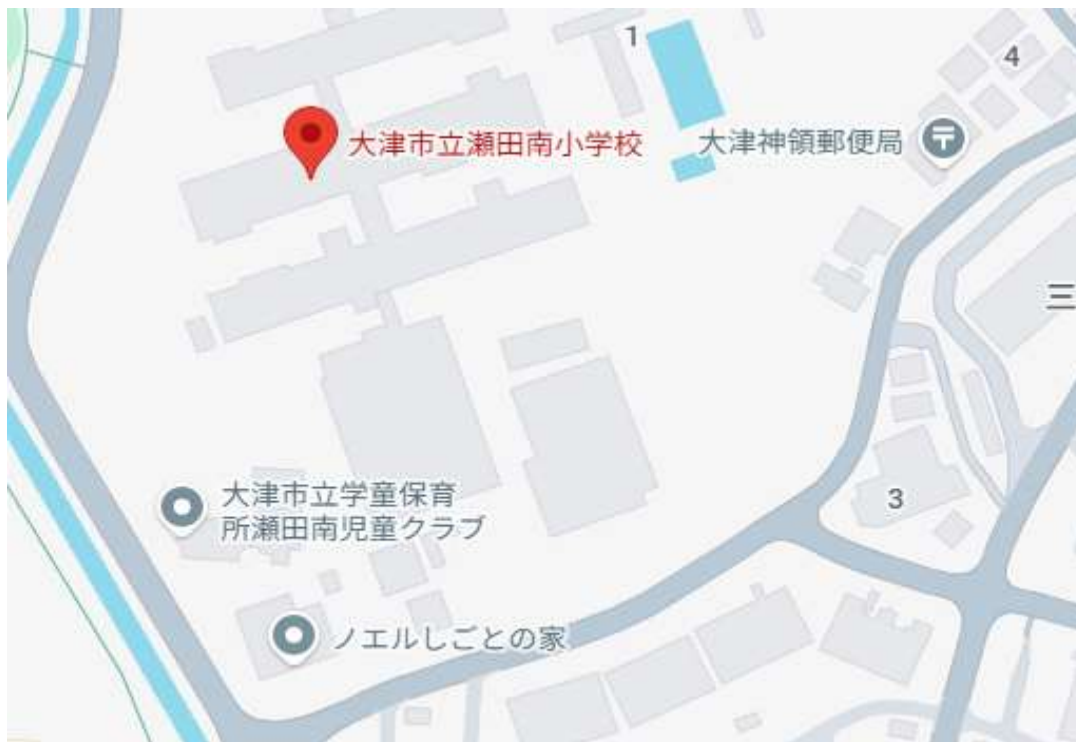 1
4
大津市立瀬田南小学校
大津神領郵便局
〒
三
3
大津市立学童保育
所瀬田南児童クラブ
ノエルしごとの家